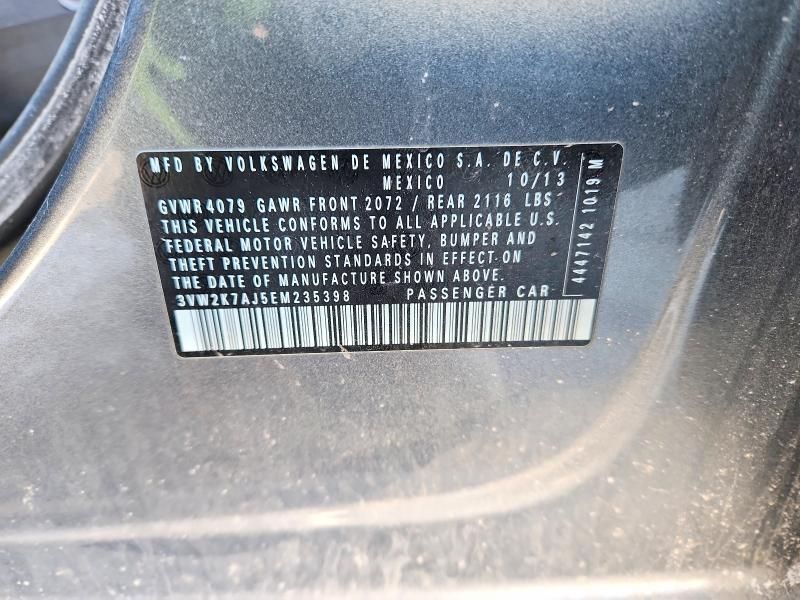 MFD BY VOLKSWAGEN DE MEXICO S.A. DE C.V.
MEXICO 10/13
GVWR 4079 GAWR FRONT 2072 / REAR 2116 LBS
THIS VEHICLE CONFORMS TO ALL APPLICABLE U.S.
FEDERAL MOTOR VEHICLE SAFETY, BUMPER AND
THEFT PREVENTION STANDARDS IN EFFECT ON
THE DATE OF MANUFACTURE SHOWN ABOVE.
3VW2K7AJ5EM235398 PASSENGER CAR
4447142 1019 M